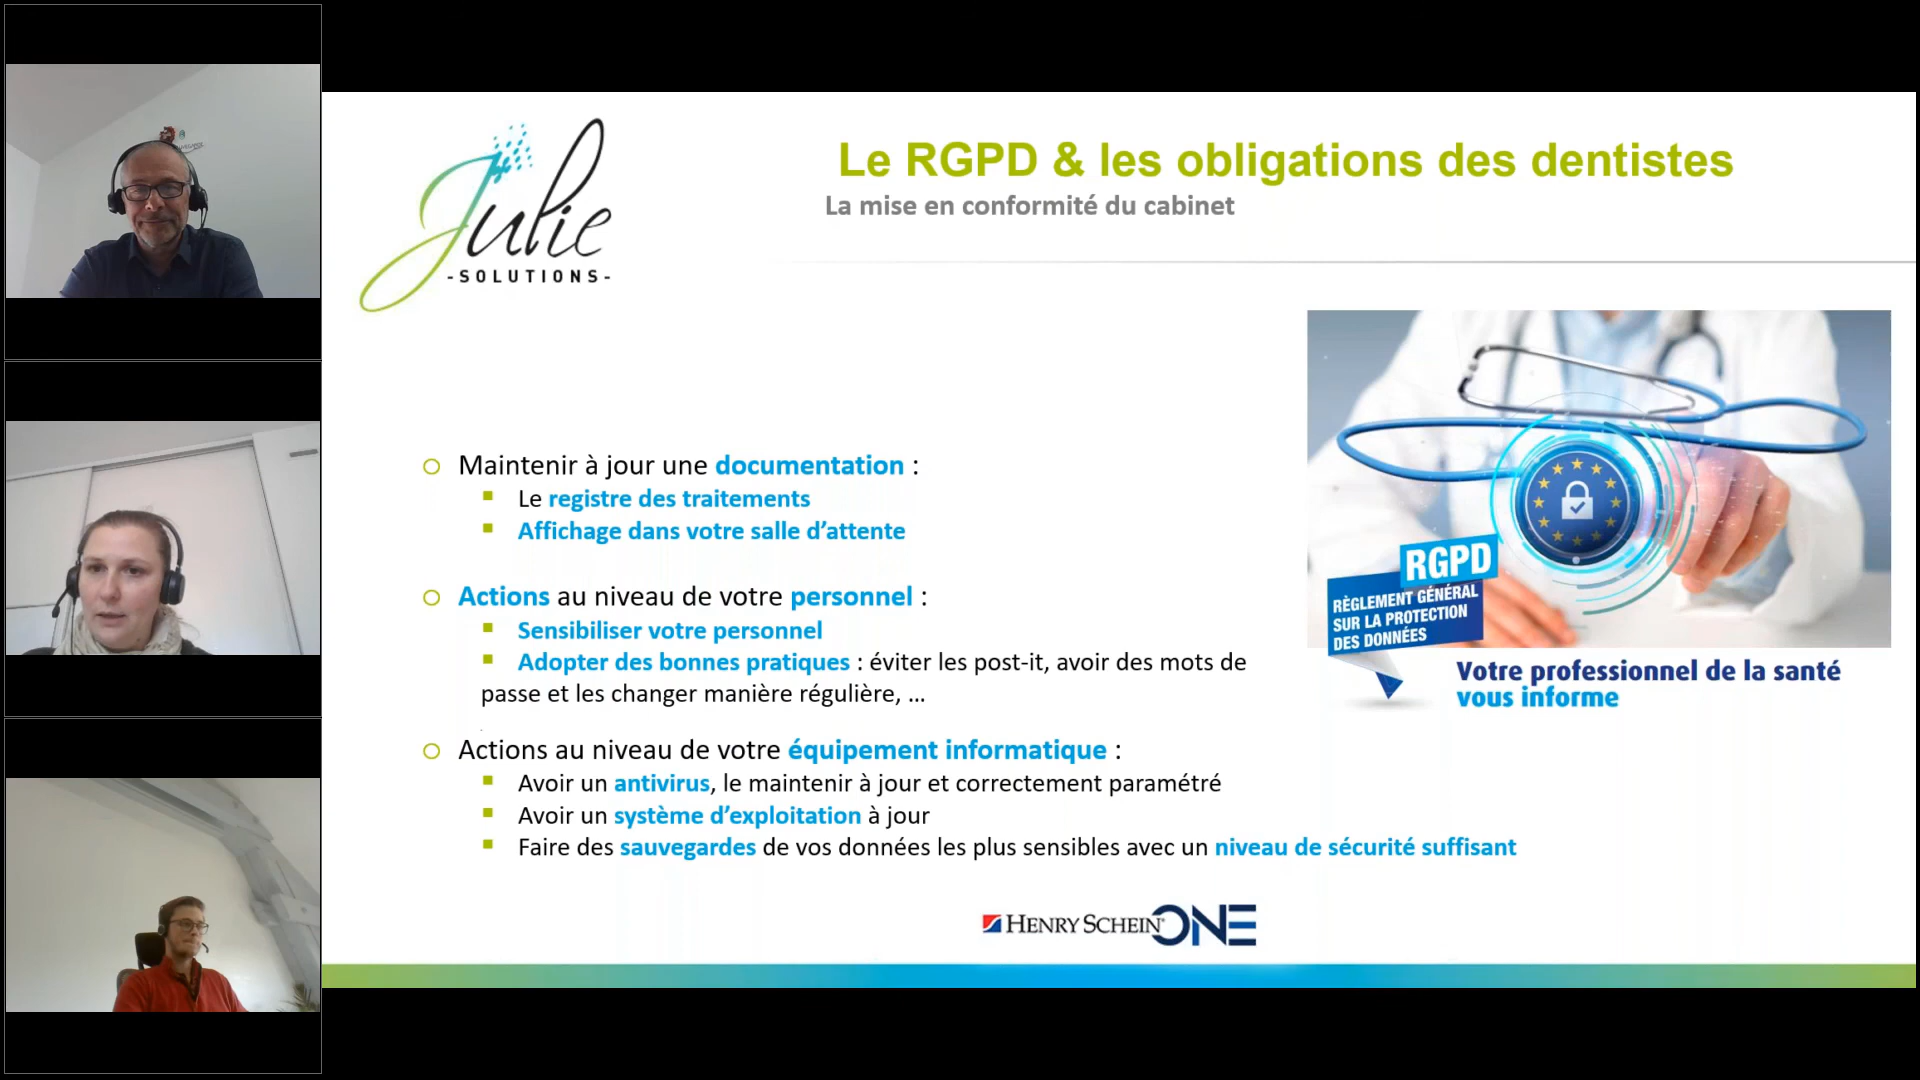 Julie
-SOLUTIONS-
Le RGPD & les obligations des dentistes
La mise en conformité du cabinet
Maintenir à jour une documentation :
Le registre des traitements
Affichage dans votre salle d’attente
Actions au niveau de votre personnel :
Sensibiliser votre personnel
Adopter des bonnes pratiques : éviter les post-it, avoir des mots de
passe et les changer manière régulière, ...
Actions au niveau de votre équipement informatique :
Avoir un antivirus, le maintenir à jour et correctement paramétré
Avoir un système d’exploitation à jour
Faire des sauvegardes de vos données les plus sensibles avec un niveau de sécurité suffisant
RGPD
RÈGLEMENT GÉNÉRAL
SUR LA PROTECTION
DES DONNÉES
Votre professionnel de la santé
vous informe
HENRY SCHEIN® ONE